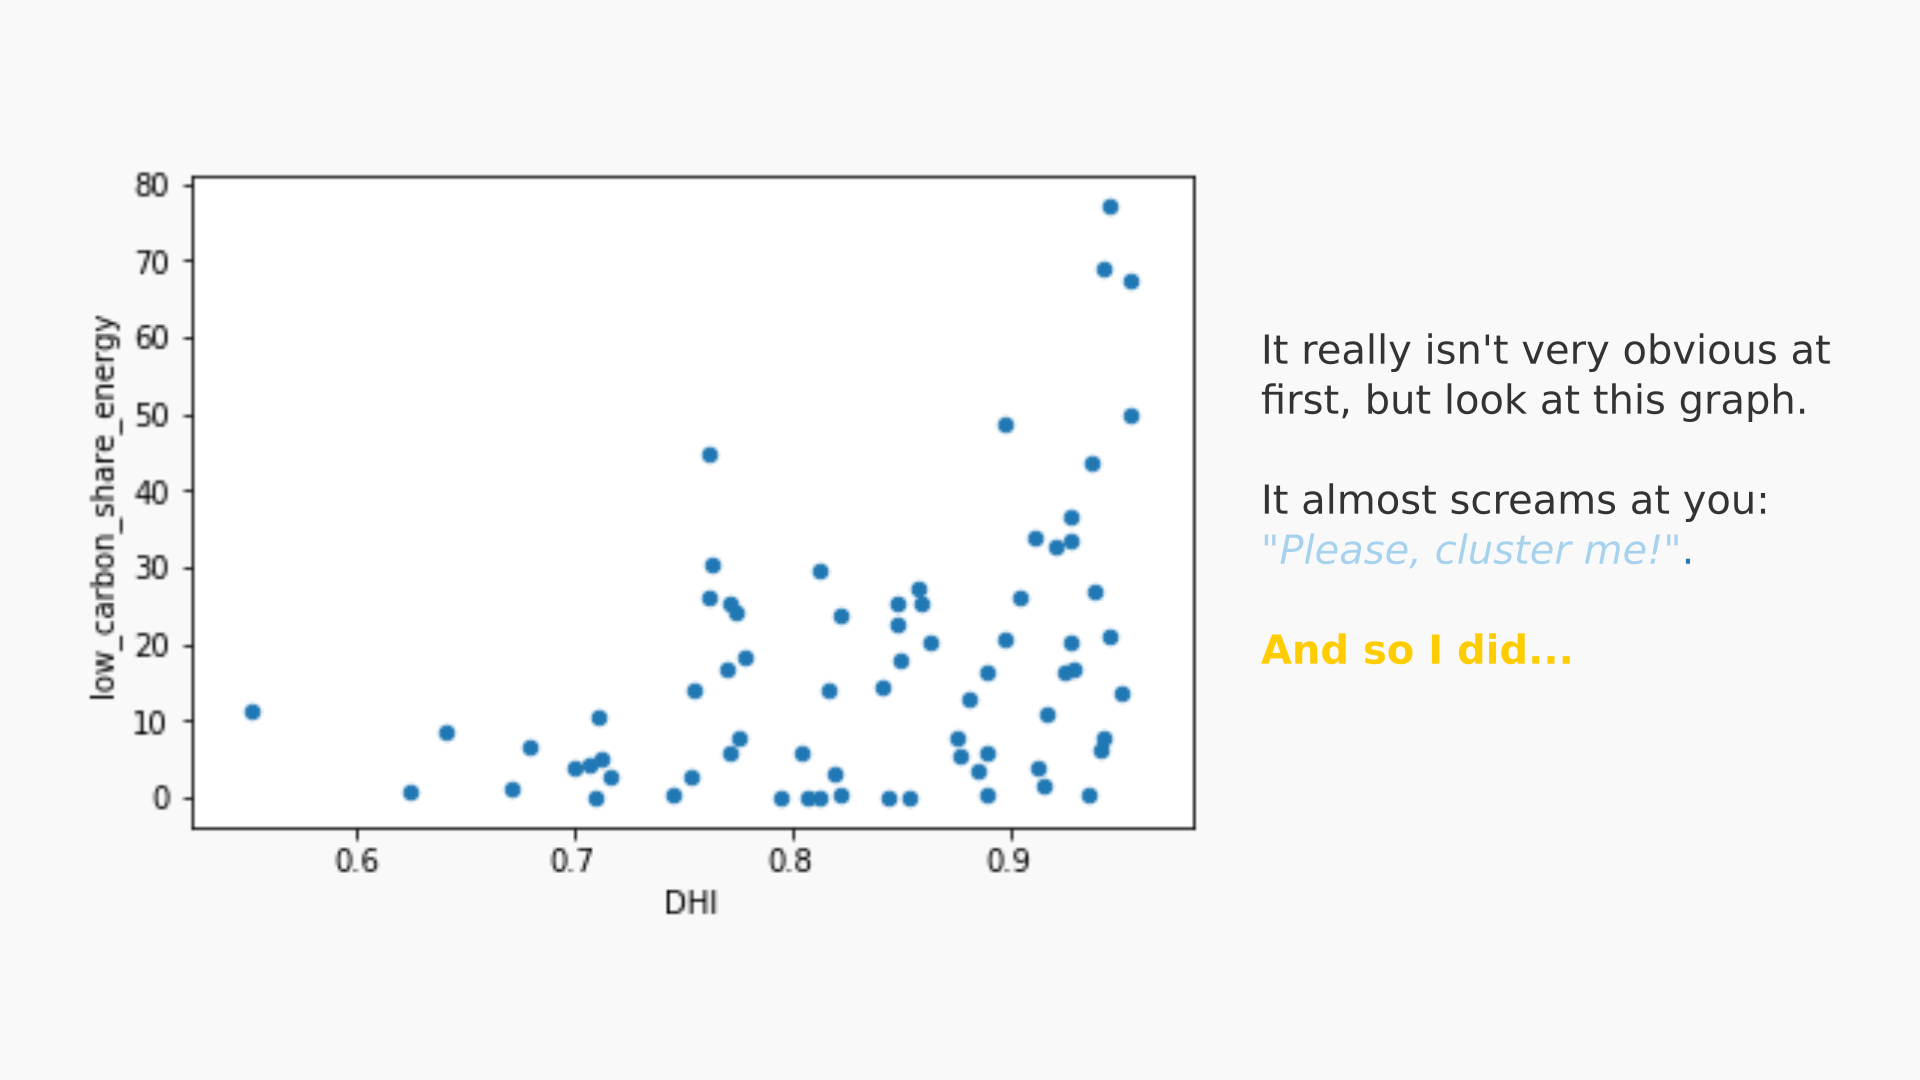 80
70
60
50
40
30
20
10
0
low_carbon_share_energy
0.6 0.7 0.8 0.9
DHI
It really isn't very obvious at
first, but look at this graph.
It almost screams at you:
"Please, cluster me!".
And so I did...